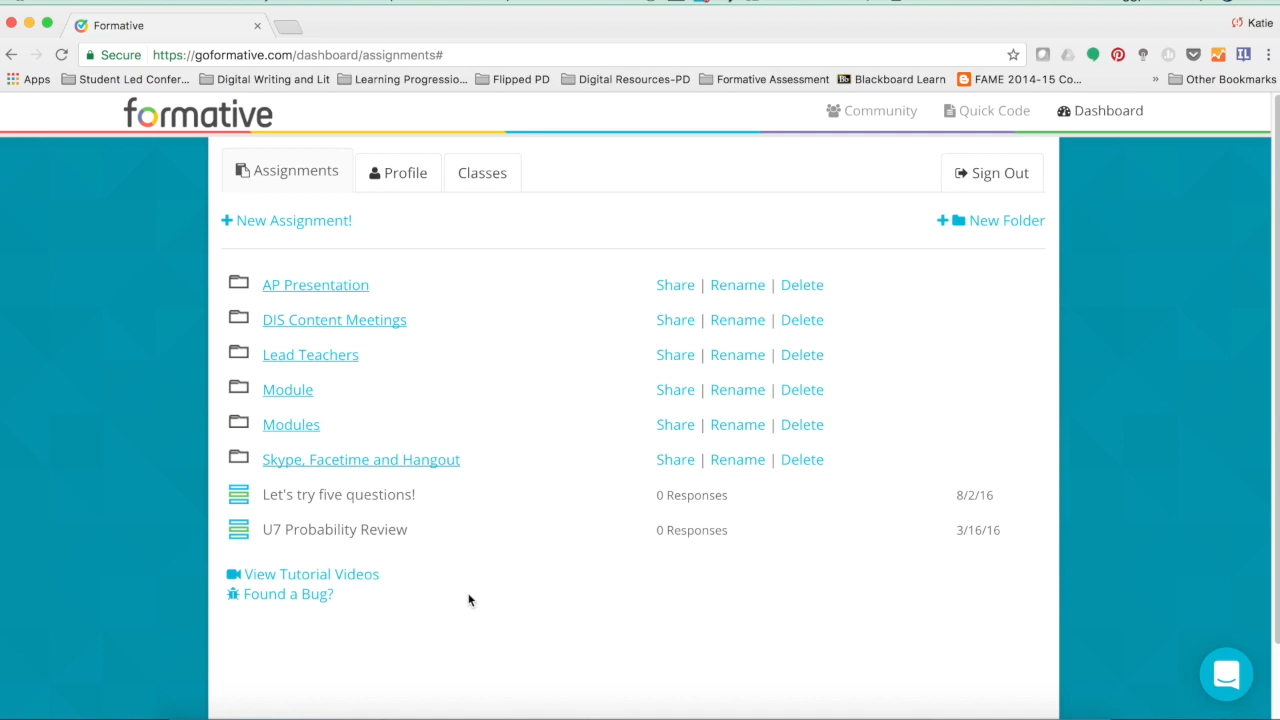 Formative
Katie
Secure https://goformative.com/dashboard/assignments#
Apps Student Led Confer... Digital Writing and Lit Learning Progressio... Flipped PD Digital Resources-PD Formative Assessment Bb Blackboard Learn FAME 2014-15 Co... » Other Bookmarks
formative Community Quick Code Dashboard
Assignments Profile Classes Sign Out
New Assignment! New Folder
AP Presentation Share | Rename | Delete
DIS Content Meetings Share | Rename | Delete
Lead Teachers Share | Rename | Delete
Module Share | Rename | Delete
Modules Share | Rename | Delete
Skype, Facetime and Hangout Share | Rename | Delete
Let's try five questions! 0 Responses 8/2/16
U7 Probability Review 0 Responses 3/16/16
View Tutorial Videos
Found a Bug?